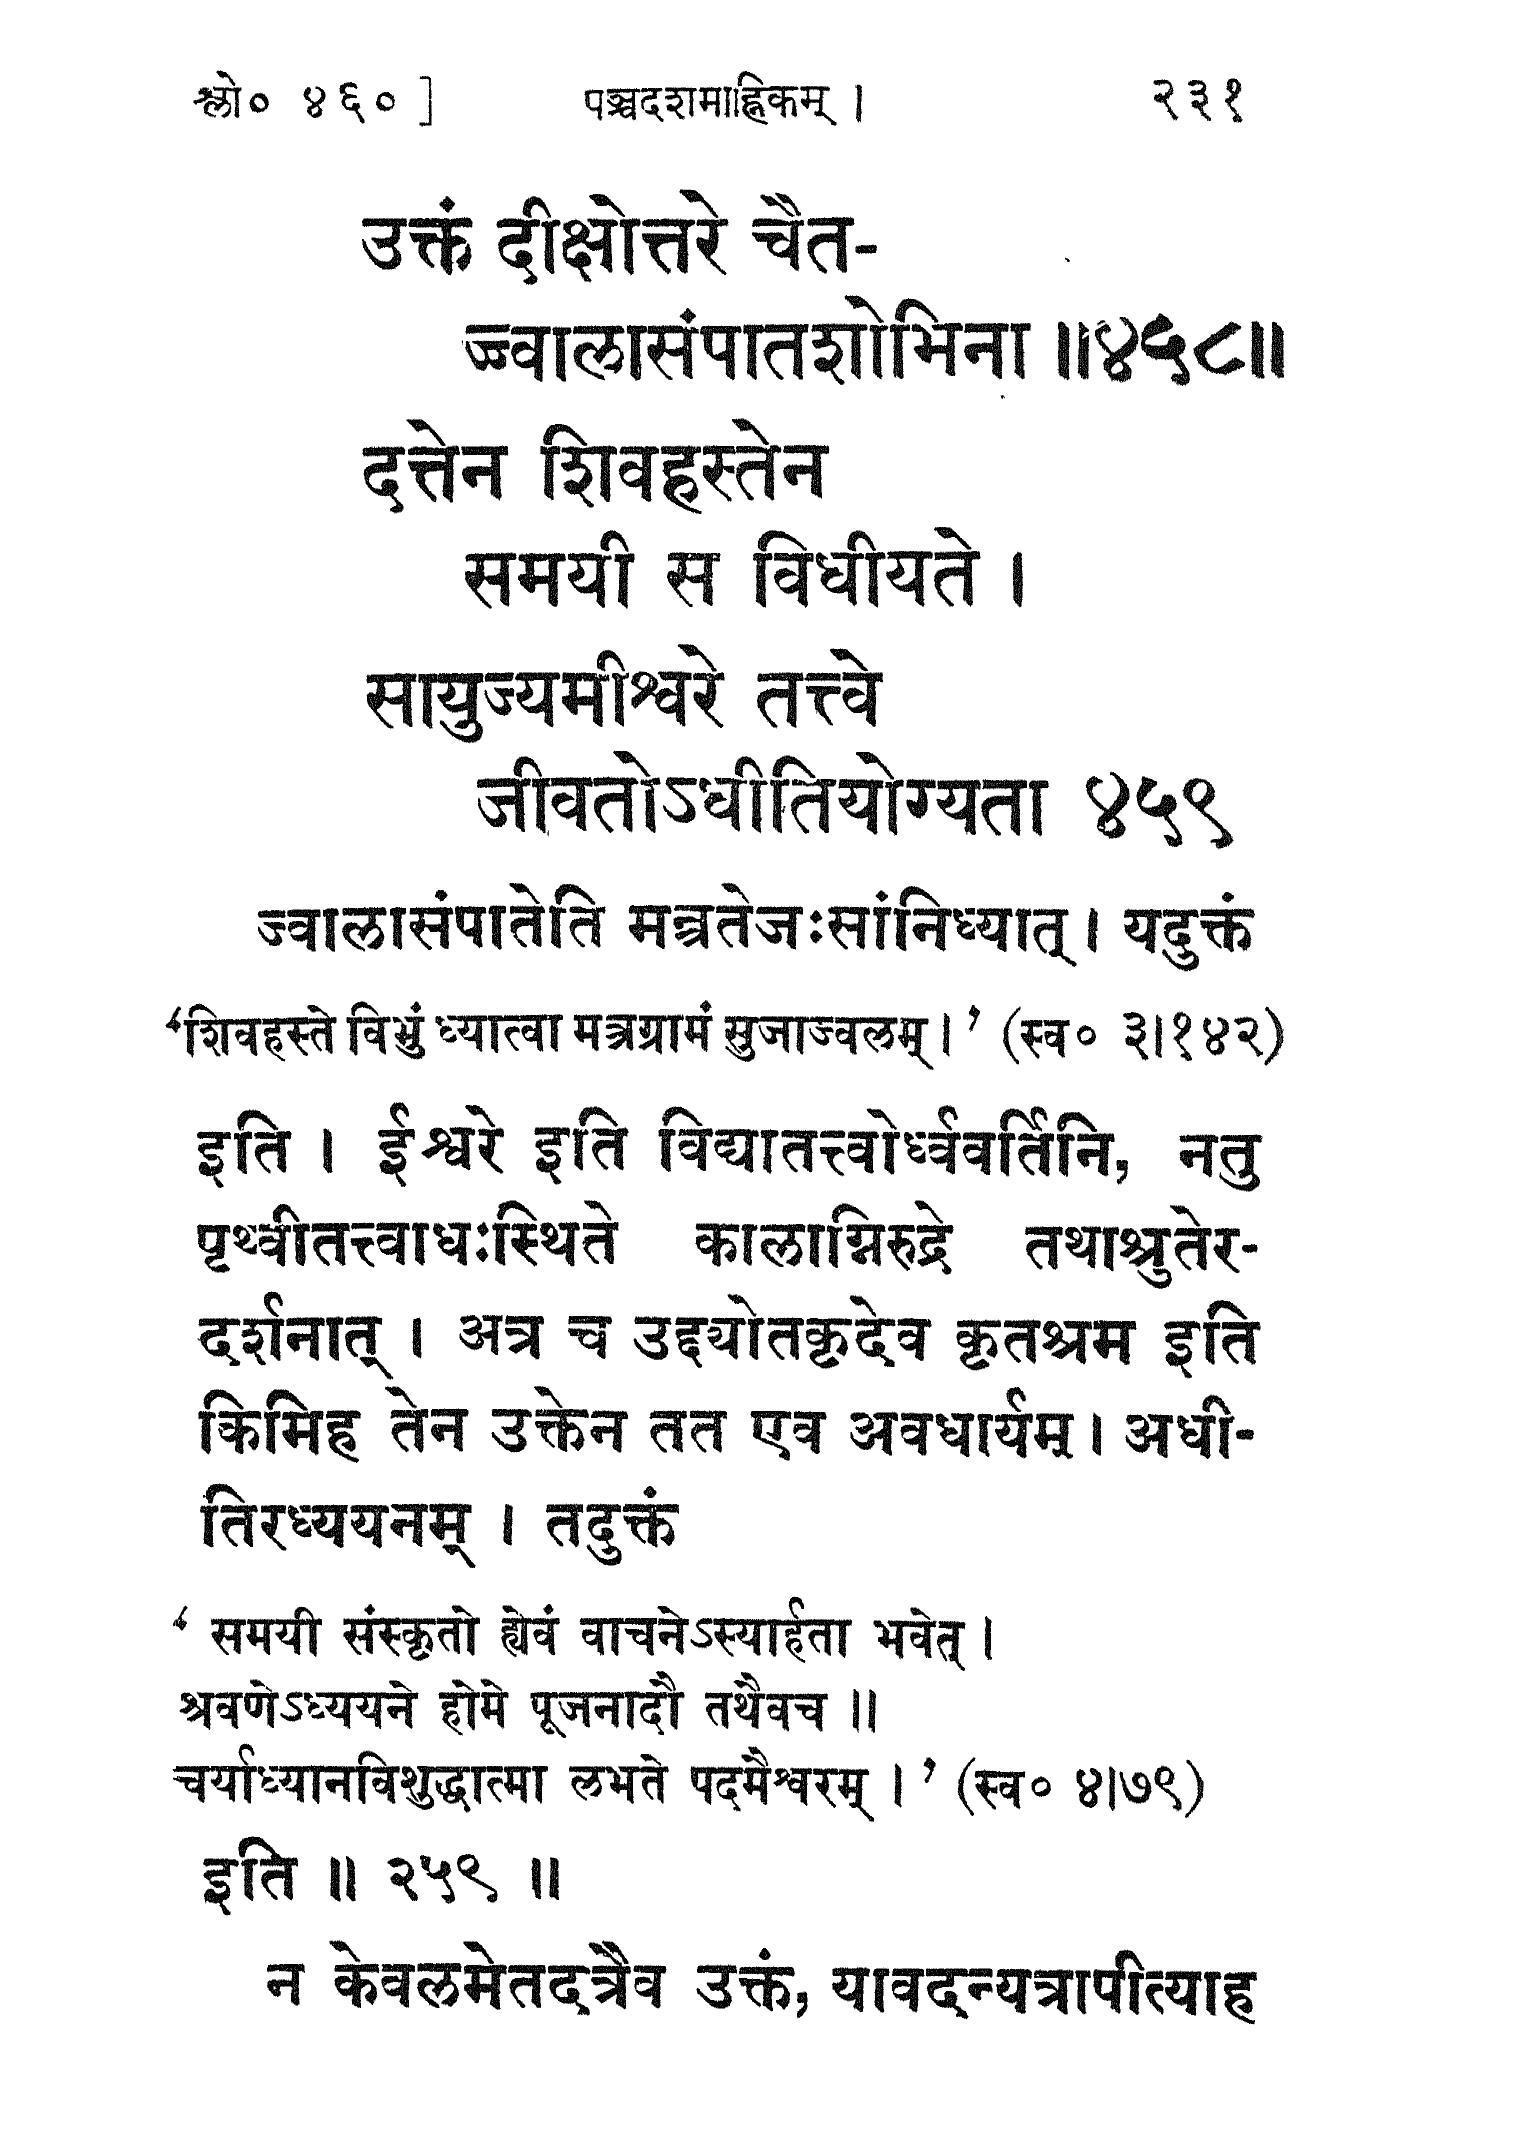 श्लो० ४६० ] पञ्चदशमाह्निकम् । २३१
उक्तं दीक्षोत्तरे चैत-
ज्ज्वालासंपातशोभिना ॥४५८॥
दत्तेन शिवहस्तेन
समयी स विधीयते ।
सायुज्यमीश्वरे तत्त्वे
जीवतोऽधीतियोग्यता ४५९
ज्वालासंपातेति मन्त्रतेजःसांनिध्यात् । यदुक्तं
‘शिवहस्ते विभुं ध्यात्वा मन्त्रग्रामं सुजाज्वलम् ।’ (स्व० ३।१४२)
इति । ईश्वरे इति विद्यातत्त्वोर्ध्ववर्तिनि, नतु
पृथ्वीतत्त्वाधःस्थिते कालाग्निरुद्रे तथाश्रुतेर-
दर्शनात् । अत्र च उद्द्योतकृदेव कृतश्रम इति
किमिह तेन उक्तेन तत एव अवधार्यम् । अधी-
तिरध्ययनम् । तदुक्तं
‘ समयी संस्कृतो ह्येवं वाचनेऽस्यार्हता भवेत् ।
श्रवणेऽध्ययने होमे पूजनादौ तथैवच ॥
चर्याध्यानविशुद्धात्मा लभते पदमैश्वरम् । ’ (स्व० ४।७९)
इति ॥ २५९ ॥
न केवलमेतदत्रैव उक्तं, यावदन्यत्रापीत्याह